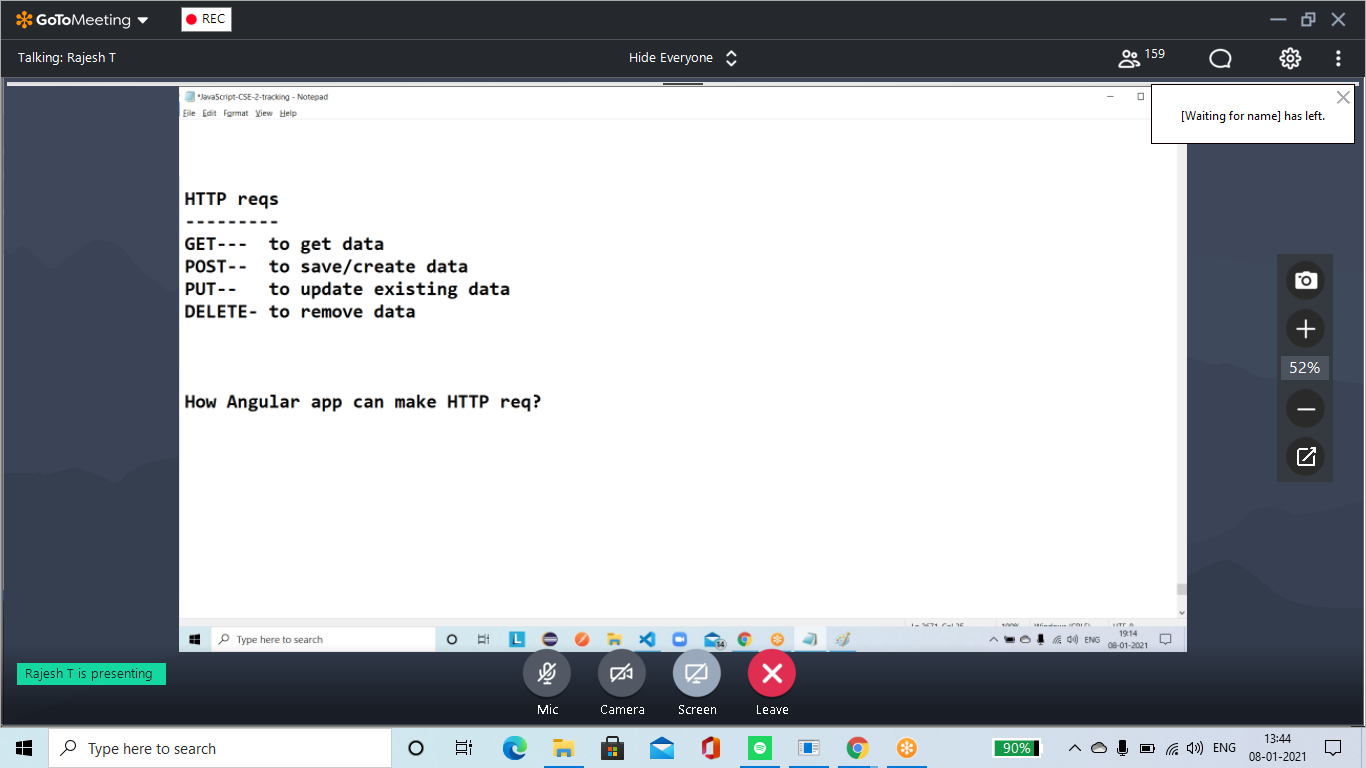 GoToMeeting
REC
Talking: Rajesh T
Hide Everyone
159
*JavaScript-CSE-2-tracking - Notepad
File Edit Format View Help
[Waiting for name] has left.
HTTP reqs
---------
GET--- to get data
POST-- to save/create data
PUT-- to update existing data
DELETE- to remove data
How Angular app can make HTTP req?
52%
Type here to search
14
ENG
19:14
08-01-2021
Rajesh T is presenting
Mic
Camera
Screen
Leave
Type here to search
90%
ENG
13:44
08-01-2021